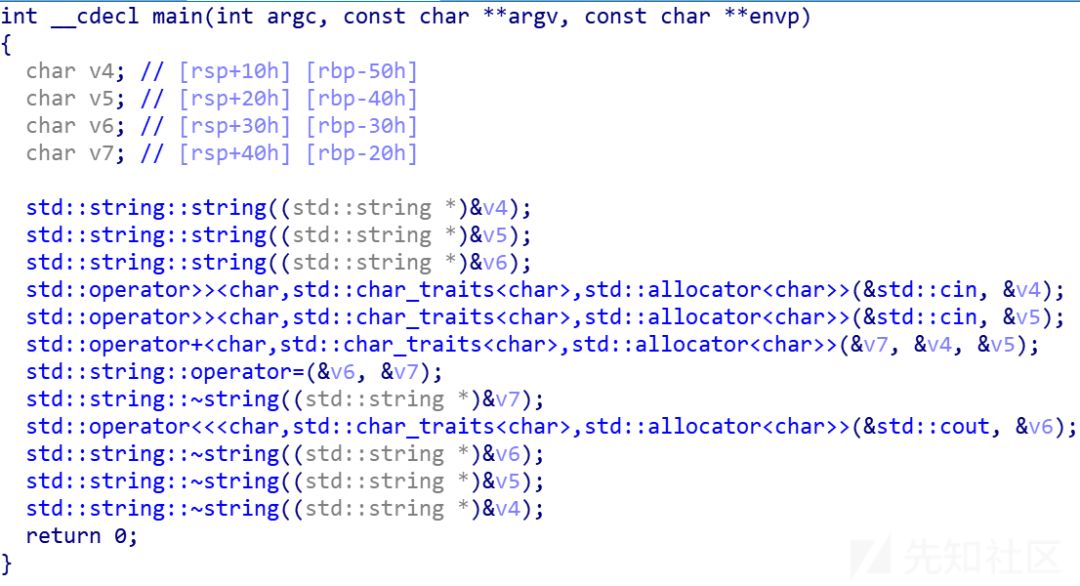 int __cdecl main(int argc, const char **argv, const char **envp)
{
  char v4; // [rsp+10h] [rbp-50h]
  char v5; // [rsp+20h] [rbp-40h]
  char v6; // [rsp+30h] [rbp-30h]
  char v7; // [rsp+40h] [rbp-20h]

  std::string::string((std::string *)&v4);
  std::string::string((std::string *)&v5);
  std::string::string((std::string *)&v6);
  std::operator>><char,std::char_traits<char>,std::allocator<char>>(&std::cin, &v4);
  std::operator>><char,std::char_traits<char>,std::allocator<char>>(&std::cin, &v5);
  std::operator+<char,std::char_traits<char>,std::allocator<char>>(&v7, &v4, &v5);
  std::string::operator=(&v6, &v7);
  std::string::~string((std::string *)&v7);
  std::operator<<<char,std::char_traits<char>,std::allocator<char>>(&std::cout, &v6);
  std::string::~string((std::string *)&v6);
  std::string::~string((std::string *)&v5);
  std::string::~string((std::string *)&v4);
  return 0;
}
先知社区